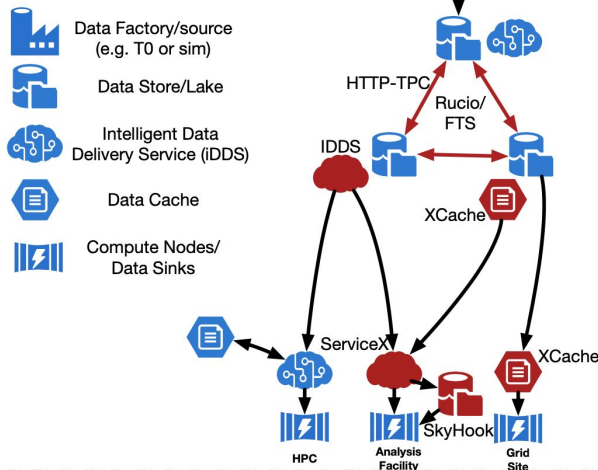 Data Factory/source
(e.g. T0 or sim)
Data Store/Lake
Intelligent Data
Delivery Service (iDDS)
Data Cache
Compute Nodes/
Data Sinks
HTTP-TPC
Rucio/
FTS
IDDS
XCache
ServiceX
XCache
SkyHook
HPC
Analysis
Facility
Grid
Site